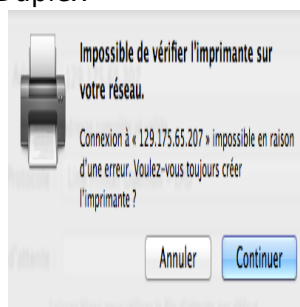 Duplex
Impossible de vérifier l'imprimante sur
votre réseau.
Connexion à « 129.175.65.207 » impossible en raison
d'une erreur. Voulez-vous toujours créer
l'imprimante ?
Annuler
Continuer